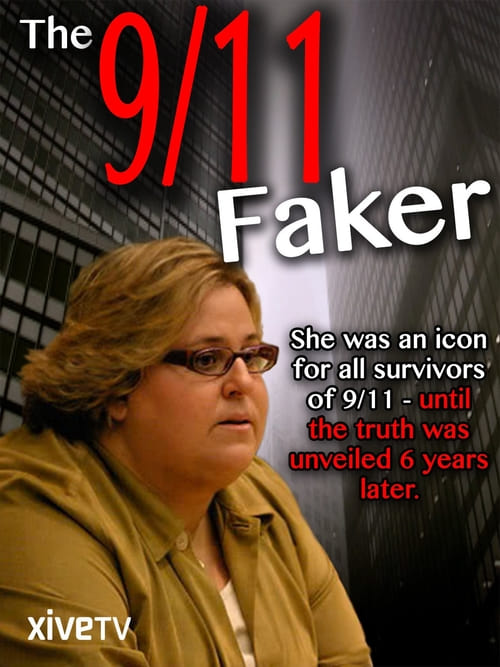 The
9/11
Faker
She was an icon
for all survivors
of 9/11 - until
the truth was
unveiled 6 years
later.
xiveTV